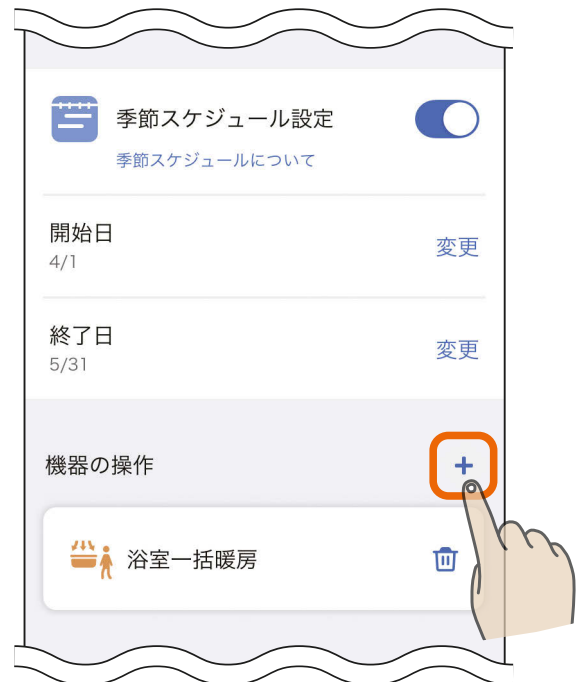 季節スケジュール設定
季節スケジュールについて
開始日
4/1
変更
終了日
5/31
変更
機器の操作
+
浴室一括暖房